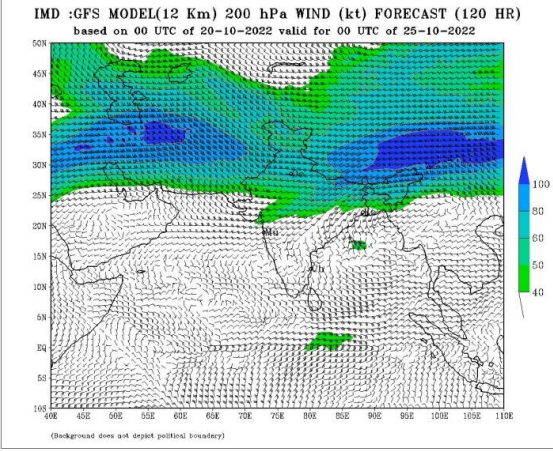 IMD :GFS MODEL(12 Km) 200 hPa WIND (kt) FORECAST (120 HR)
based on 00 UTC of 20-10-2022 valid for 00 UTC of 25-10-2022
50N
45N
40N
35N
30N
25N
20N
15N
10N
5N
EQ
5S
10S
40E 45E 50E 55E 60E 65E 70E 75E 80E 85E 90E 95E 100E 105E 110E
100
80
60
50
40
(Background does not depict political boundary)